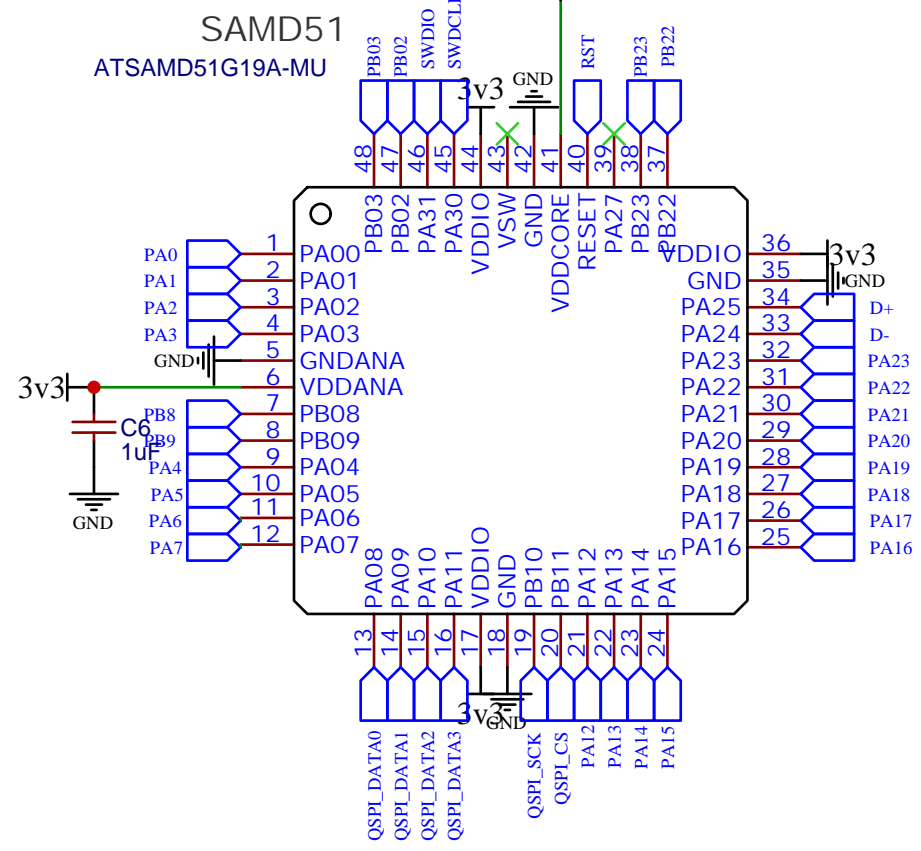 SAMD51
ATSAMD51G19A-MU
PB03
PB02
SWDIO
3v3
GND
RST
PB23
PB22
48
47
46
45
44
43
42
41
40
39
38
37
PB03
PB02
PA31
PA30
VDDIO
VSW
GND
VDDCORE
RESET
PA27
PB23
PB22
PA0 1 PA00
PA1 2 PA01
PA2 3 PA02
PA3 4 PA03
GND 5 GNDANA
3v3 6 VDDANA
PB8 7 PB08
C6
1uF
GND
PB9 8 PB09
PA4 9 PA04
PA5 10 PA05
PA6 11 PA06
PA7 12 PA07
VDDIO 36 3v3
GND 35 GND
PA25 34 D+
PA24 33 D-
PA23 32 PA23
PA22 31 PA22
PA21 30 PA21
PA20 29 PA20
PA19 28 PA19
PA18 27 PA18
PA17 26 PA17
PA16 25 PA16
PA08
PA09
PA10
PA11
VDDIO
GND
PB10
PB11
PA12
PA13
PA14
PA15
13
14
15
16
17
18
19
20
21
22
23
24
QSPI_DATA0
QSPI_DATA1
QSPI_DATA2
QSPI_DATA3
3v3
GND
QSPI_SCK
QSPI_CS
PA12
PA13
PA14
PA15